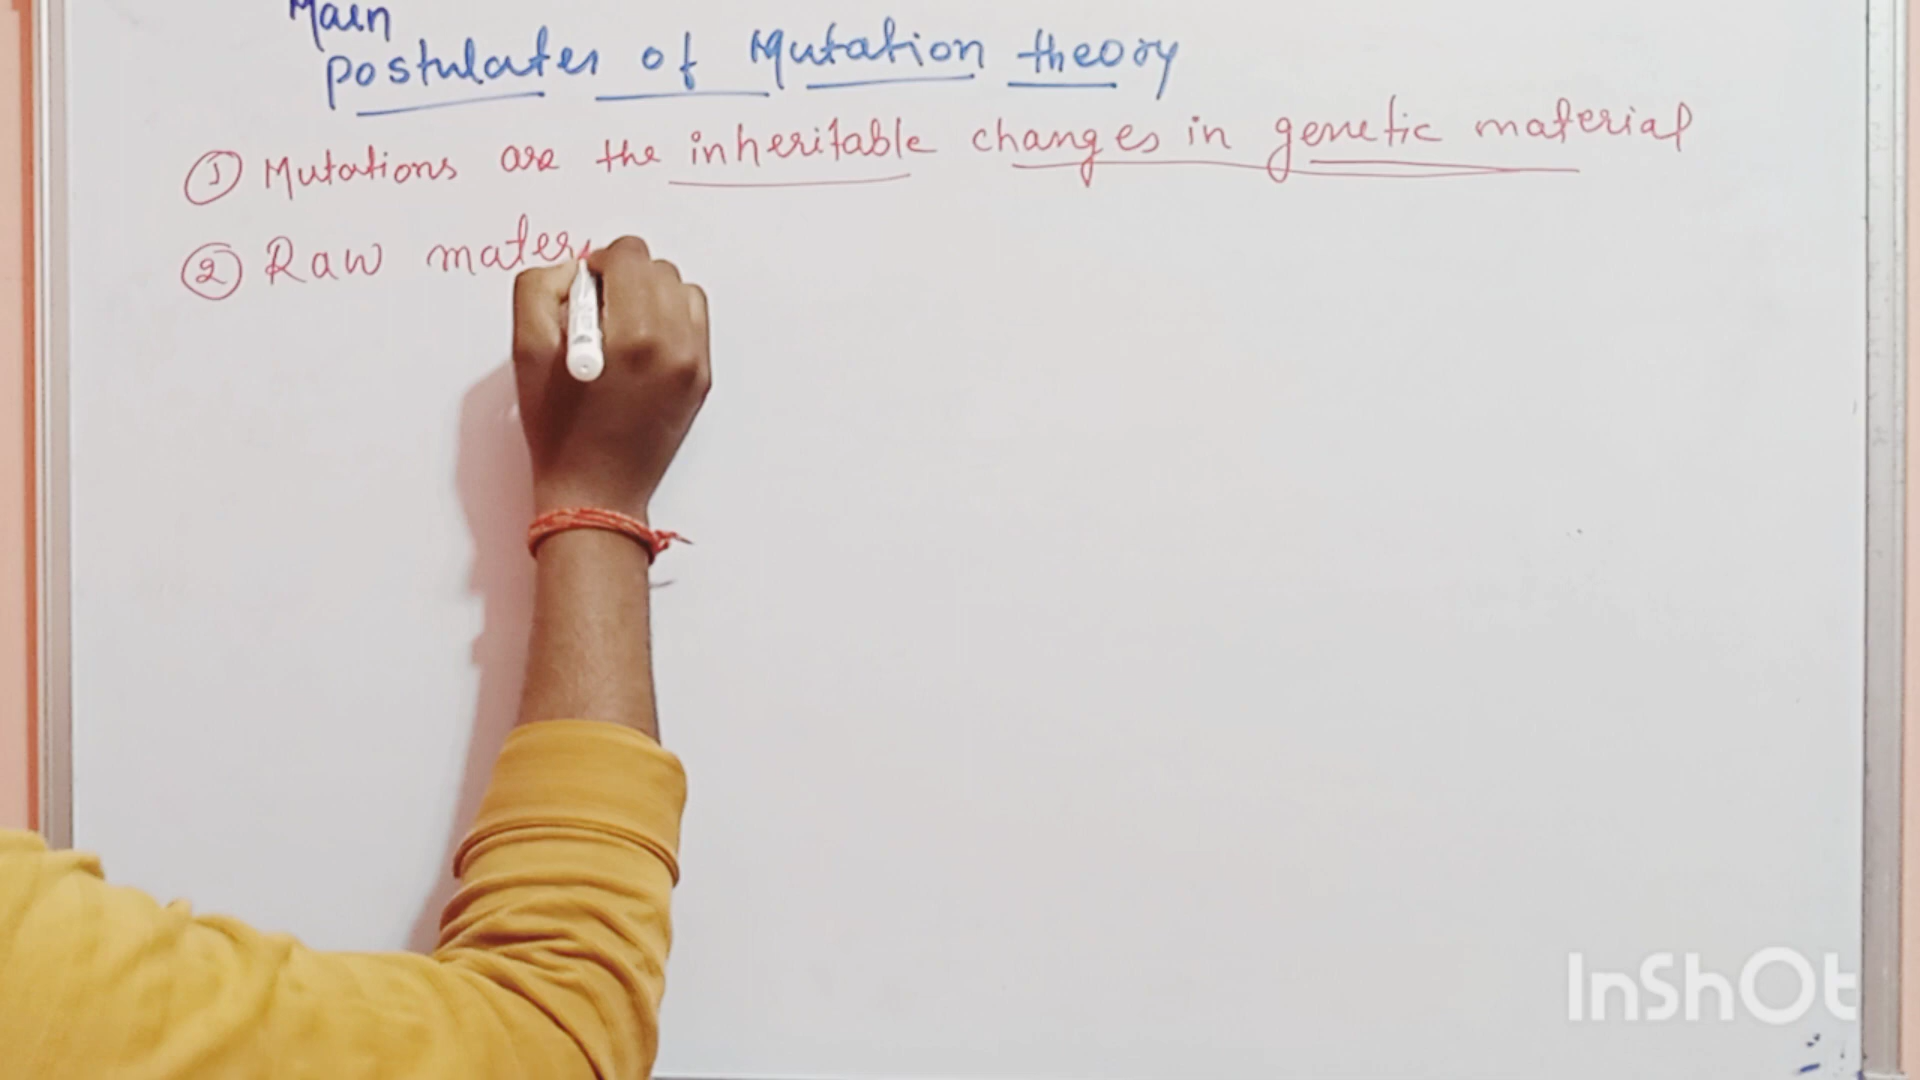 Main
Postulates of Mutation theory
① Mutations are the inheritable changes in genetic material
② Raw mater
InShOt